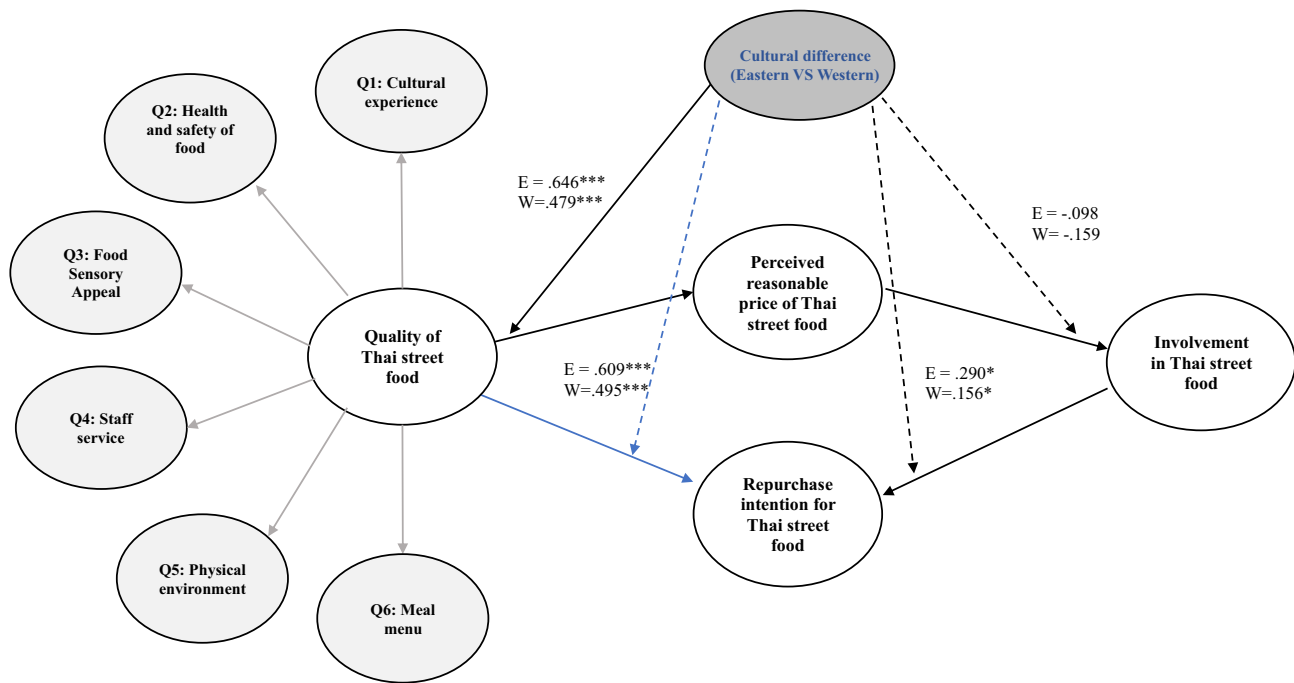 Cultural difference
(Eastern VS Western)
Q1: Cultural
experience
Q2: Health
and safety of
food
E = .646***
W=.479***
E = -.098
W= -.159
Q3: Food
Sensory
Appeal
Perceived
reasonable
price of Thai
street food
Quality of
Thai street
food
Involvement
in Thai street
food
E = .609***
W=.495***
E = .290*
W=.156*
Q4: Staff
service
Repurchase
intention for
Thai street
food
Q5: Physical
environment
Q6: Meal
menu